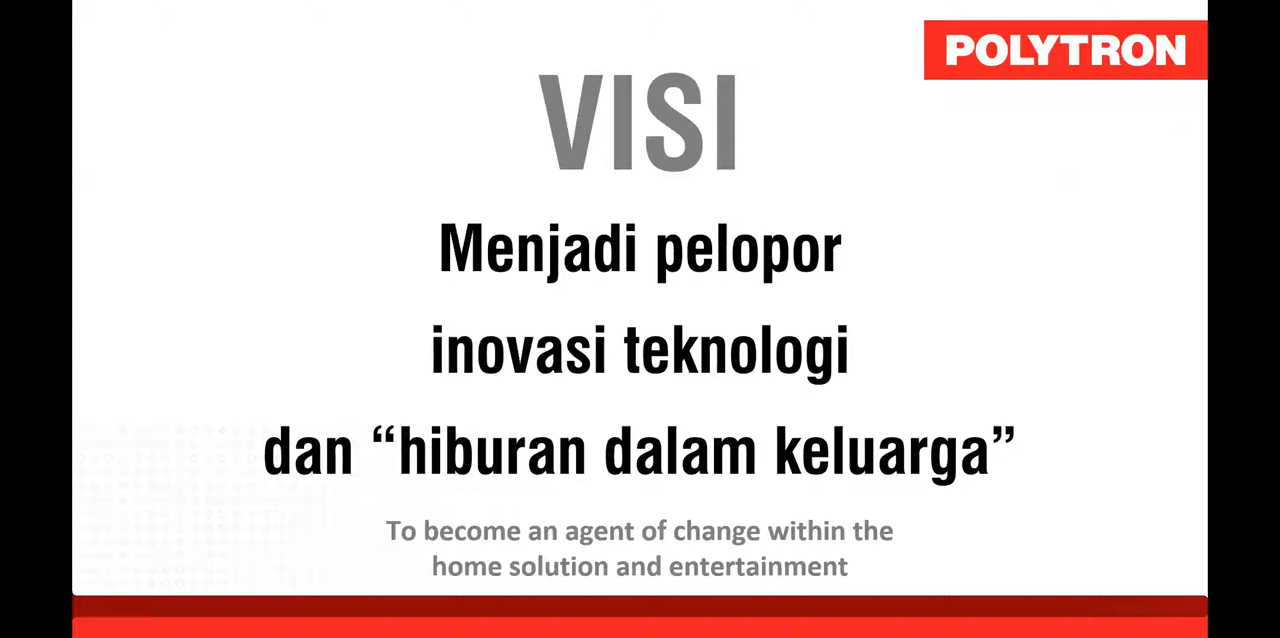 POLYTRON
VISI
Menjadi pelopor
inovasi teknologi
dan “hiburan dalam keluarga”
To become an agent of change within the
home solution and entertainment